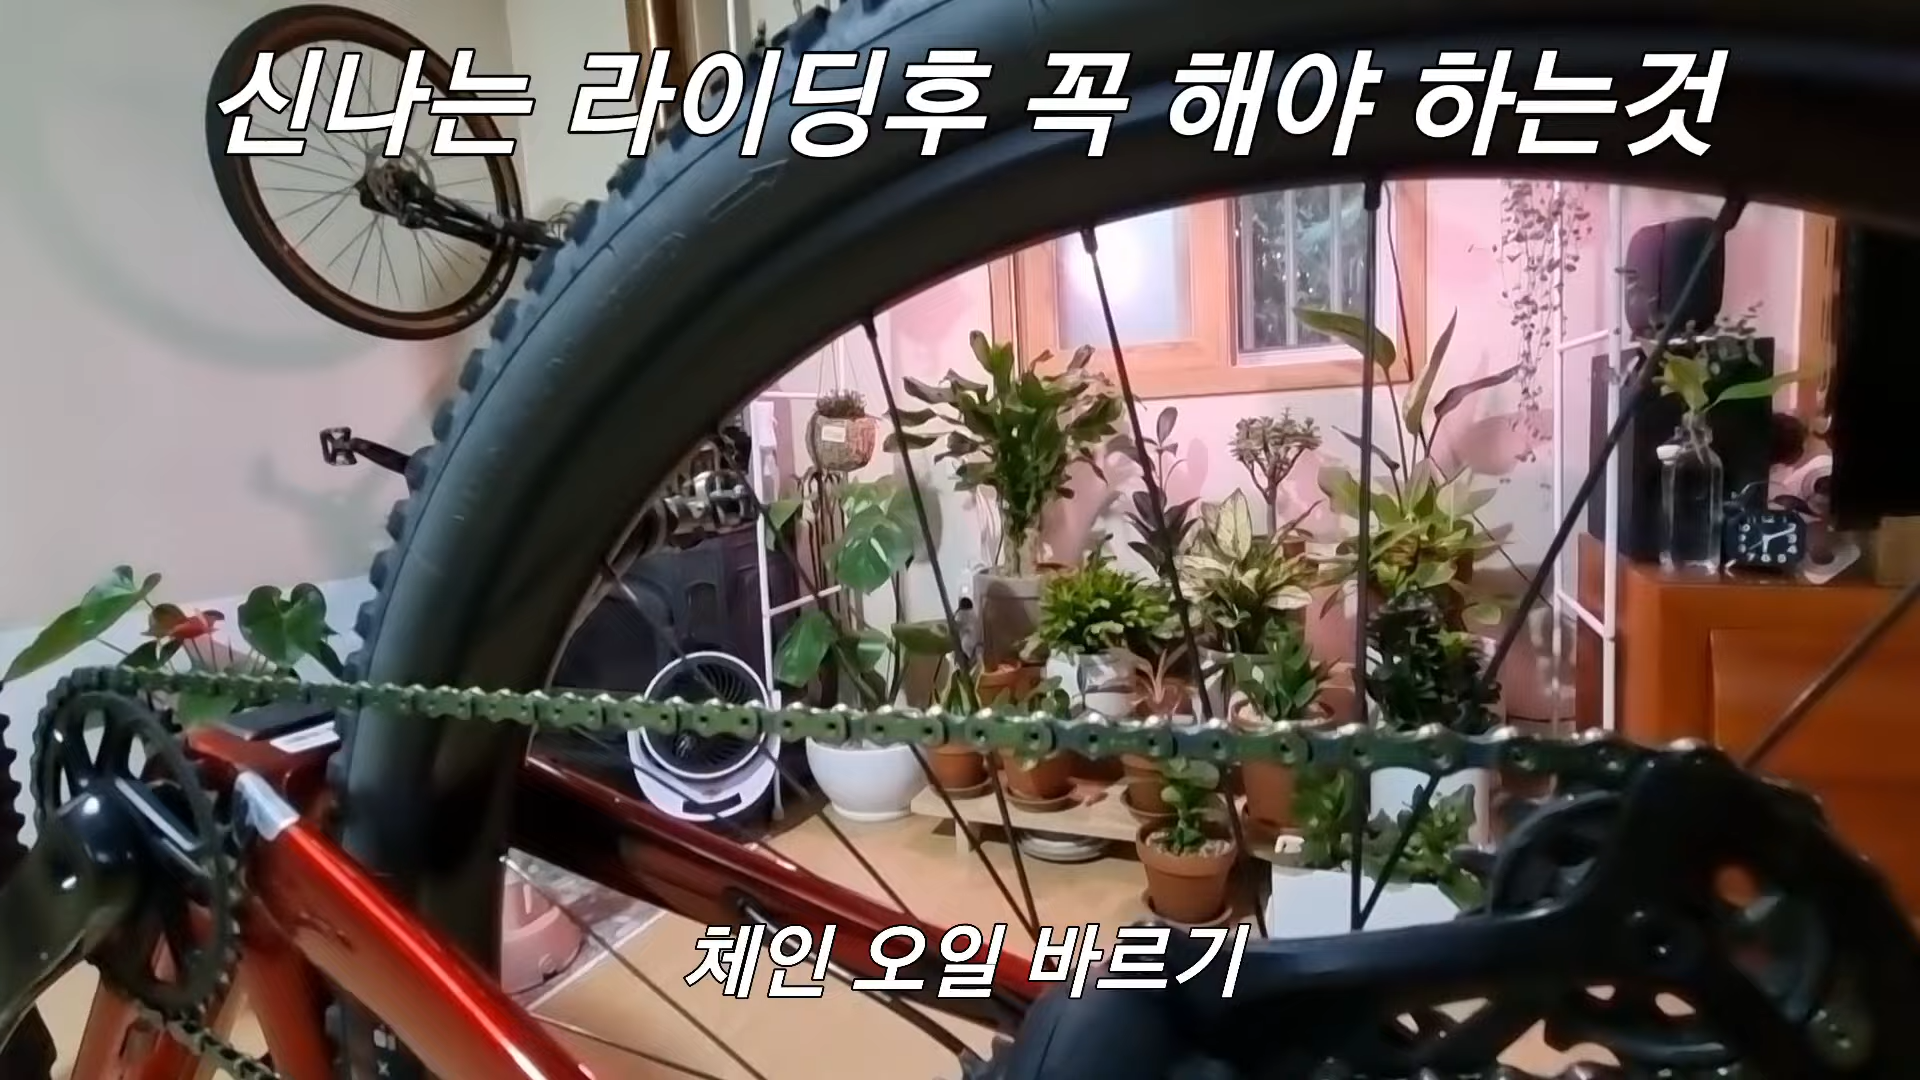 신나는 라이딩후 꼭 해야 하는것
체인 오일 바르기